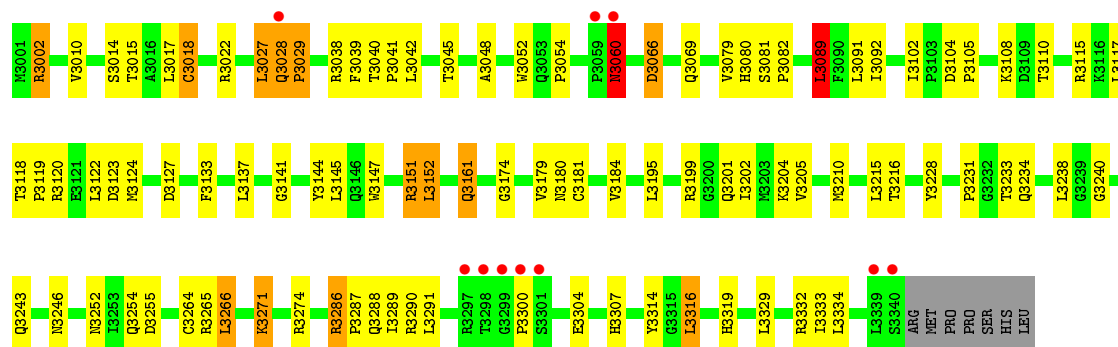 M3001 R3002 V3010 S3014 T3015 A3016 L3017 C3018 R3022 L3027 Q3028 P3029 R3038 F3039 T3040 P3041 L3042 T3045 A3048 W3052 Q3053 P3054 P3059 N3060 D3066 Q3069 V3079 H3080 S3081 P3082 L3089 F3090 L3091 L3092 I3102 P3103 D3104 P3105 K3108 D3109 T3110 R3115 K3116 L3117
T3118 P3119 R3120 E3121 L3122 D3123 M3124 D3127 F3133 L3137 G3141 Y3144 L3145 Q3146 W3147 R3151 L3152 Q3161 G3174 V3179 N3180 C3181 V3184 L3195 R3199 G3200 Q3201 I3202 M3203 K3204 V3205 M3210 L3215 T3216 Y3228 P3231 G3232 T3233 Q3234 L3238 G3239 G3240
Q3243 N3246 N3252 I3253 Q3254 D3255 C3264 R3265 L3266 K3271 R3274 R3286 P3287 Q3288 I3289 R3290 L3291 R3297 T3298 G3299 P3300 S3301 E3304 H3307 Y3314 G3315 L3316 H3319 L3329 R3332 I3333 L3334 L3339 S3340 ARG MET PRO PRO SER HIS LEU